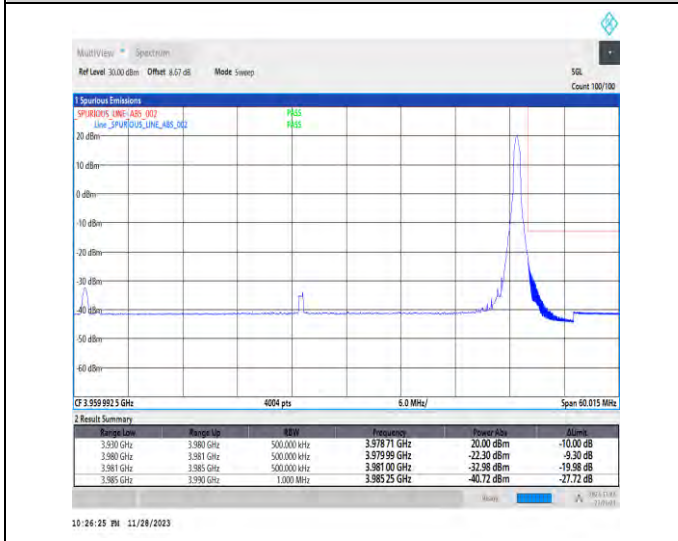 MultiView Spectrum
Ref Level 30.00 dBm Offset 8.67 dB Mode Sweep SGL
Count 100/100
1 Spurious Emissions
SPURIOUS_LINE_ABS_002 PASS
Line _SPURIOUS_LINE_ABS_002 PASS
20 dBm
10 dBm
0 dBm
-10 dBm
-20 dBm
-30 dBm
-40 dBm
-50 dBm
-60 dBm
CF 3.959 992 5 GHz 4004 pts 6.0 MHz/ Span 60.015 MHz
2 Result Summary
Range Low Range Up RBW Frequency Power Abs ΔLimit
3.930 GHz 3.980 GHz 500.000 kHz 3.978 71 GHz 20.00 dBm -10.00 dB
3.980 GHz 3.981 GHz 500.000 kHz 3.979 99 GHz -22.30 dBm -9.30 dB
3.981 GHz 3.985 GHz 500.000 kHz 3.981 00 GHz -32.98 dBm -19.98 dB
3.985 GHz 3.990 GHz 1.000 MHz 3.985 25 GHz -40.72 dBm -27.72 dB
Ready
10:26:25 PM 11/28/2023